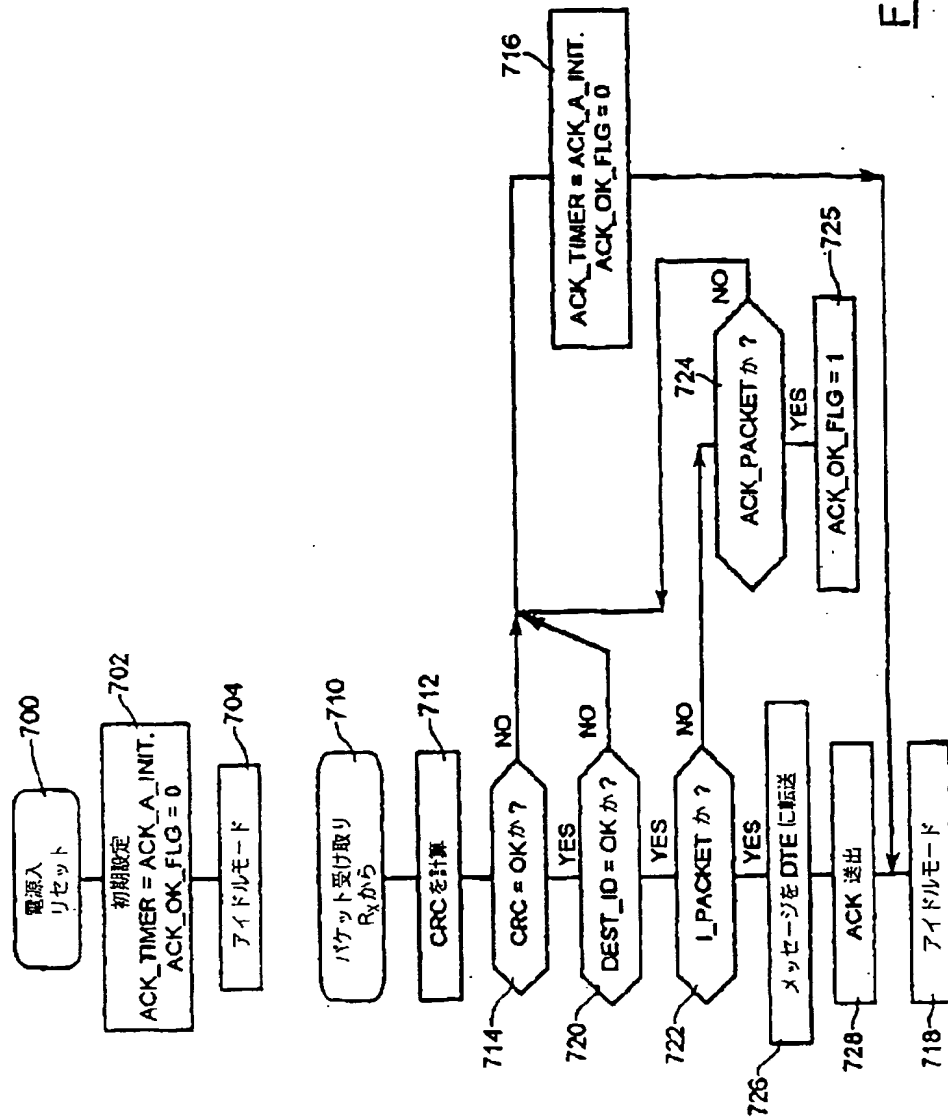 700
電源入
リセット
702
初期設定
ACK_TIMER = ACK_A_INIT.
ACK_OK_FLG = 0
704
アイドルモード
710
パケット受け取り
RXから
712
CRCを計算
714
CRC = OKか?
NO
YES
716
ACK_TIMER = ACK_A_INIT.
ACK_OK_FLG = 0
720
DEST_ID = OKか?
NO
YES
722
I_PACKETか?
NO
YES
724
ACK_PACKETか?
NO
YES
725
ACK_OK_FLG = 1
726
メッセージをDTEに転送
728
ACK 送出
718
アイドルモード
F